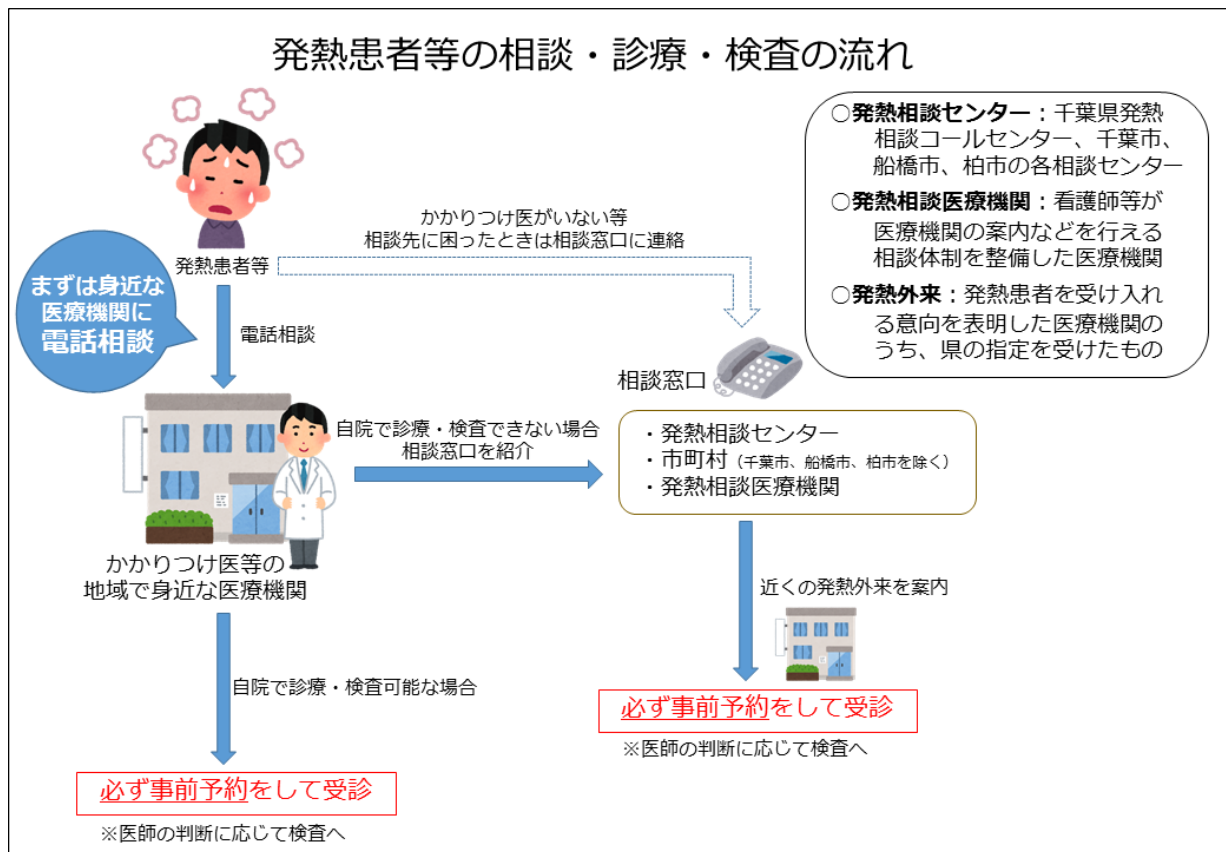 発熱患者等の相談・診療・検査の流れ
○発熱相談センター：千葉県発熱
相談コールセンター、千葉市、
船橋市、柏市の各相談センター
○発熱相談医療機関：看護師等が
医療機関の案内などを行える
相談体制を整備した医療機関
○発熱外来：発熱患者を受け入れ
る意向を表明した医療機関の
うち、県の指定を受けたもの
発熱患者等
かかりつけ医がいない等
相談先に困ったときは相談窓口に連絡
まずは身近な
医療機関に
電話相談
電話相談
相談窓口
自院で診療・検査できない場合
相談窓口を紹介
・発熱相談センター
・市町村（千葉市、船橋市、柏市を除く）
・発熱相談医療機関
かかりつけ医等の
地域で身近な医療機関
近くの発熱外来を案内
自院で診療・検査可能な場合
必ず事前予約をして受診
※医師の判断に応じて検査へ
必ず事前予約をして受診
※医師の判断に応じて検査へ